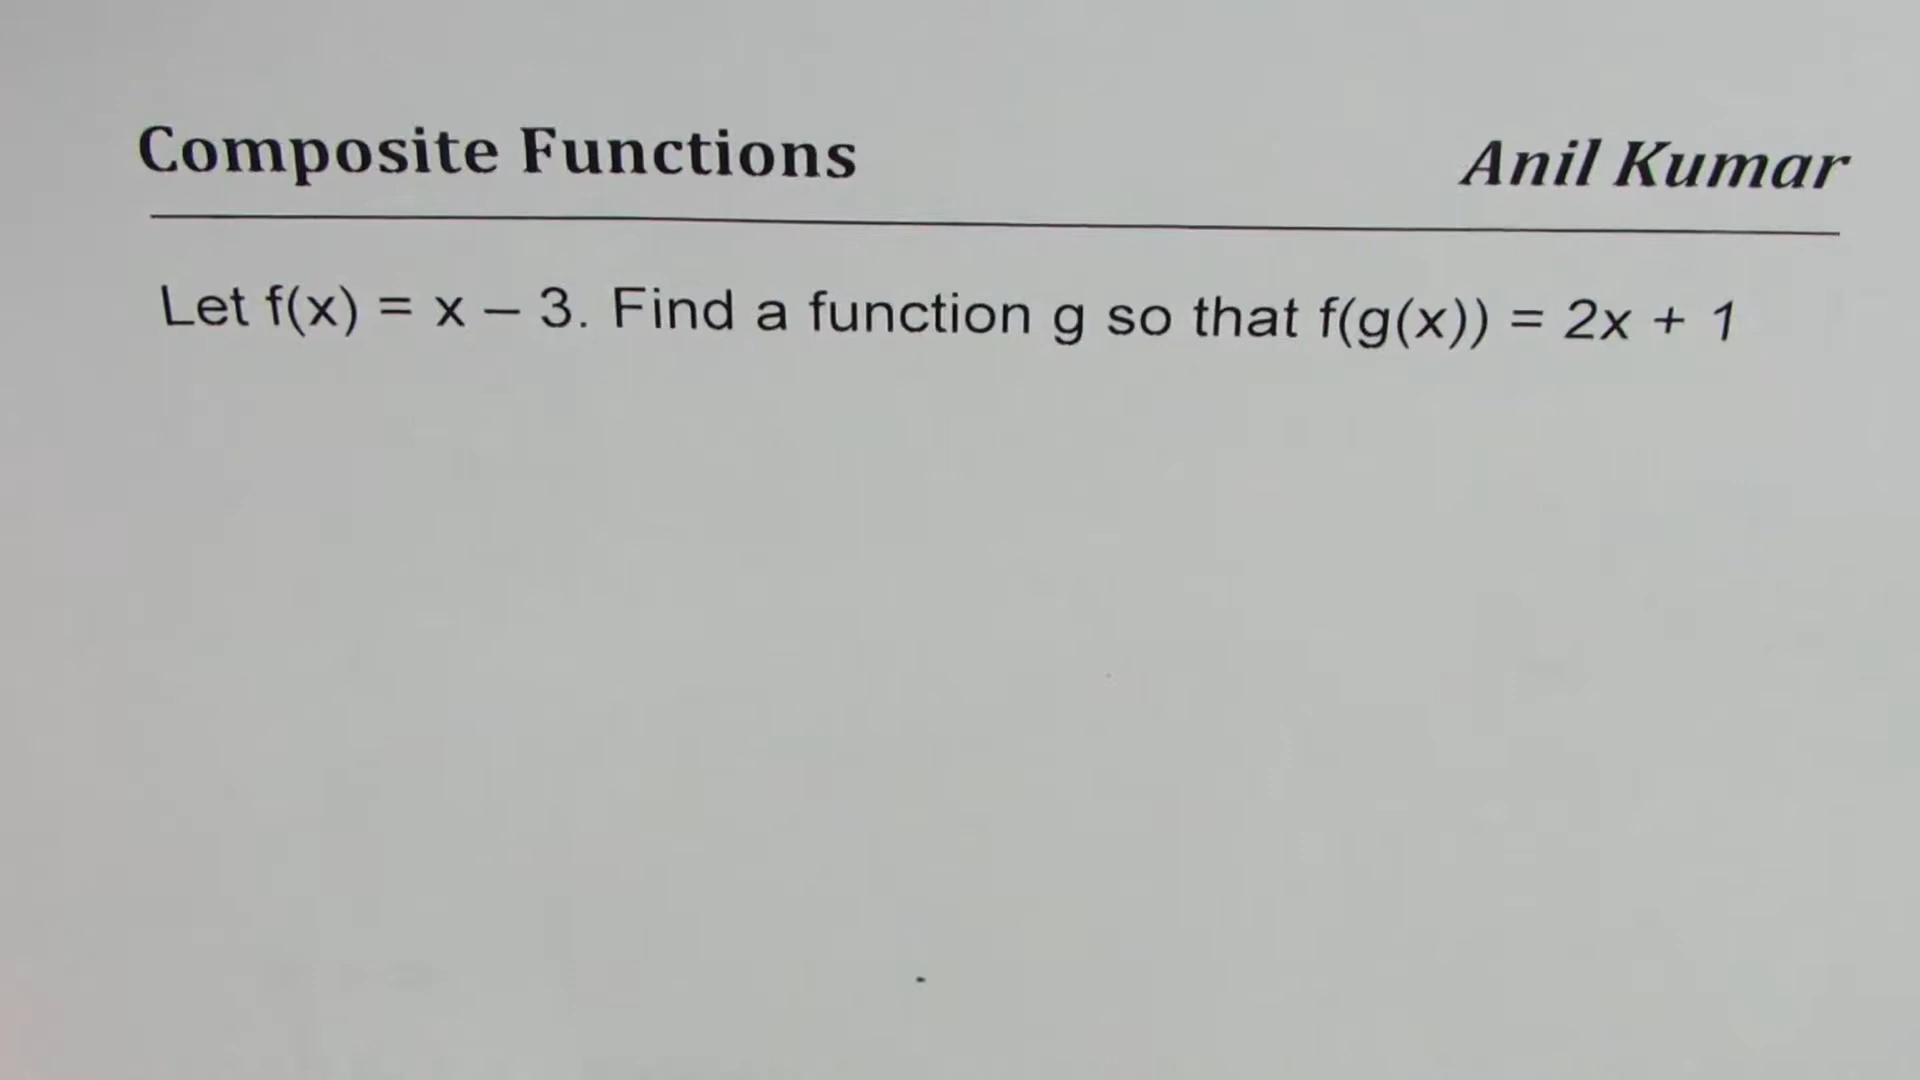 Composite Functions Anil Kumar
Let f(x) = x – 3. Find a function g so that f(g(x)) = 2x + 1